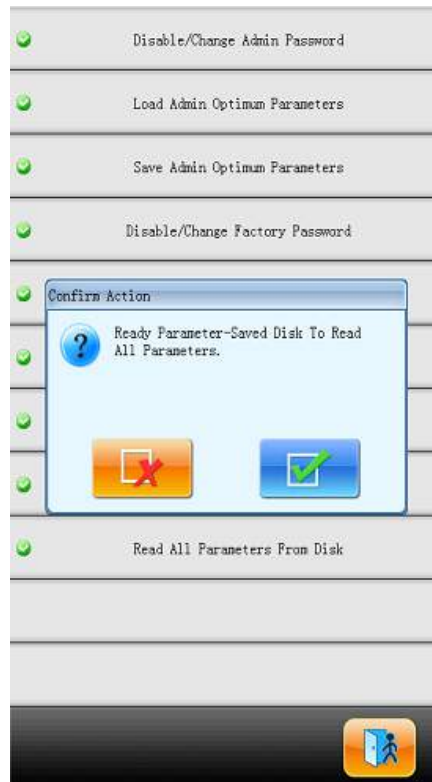 Disable/Change Admin Password
Load Admin Optimum Parameters
Save Admin Optimum Parameters
Disable/Change Factory Password
Confirm Action
Ready Parameter-Saved Disk To Read
All Parameters.
Read All Parameters From Disk